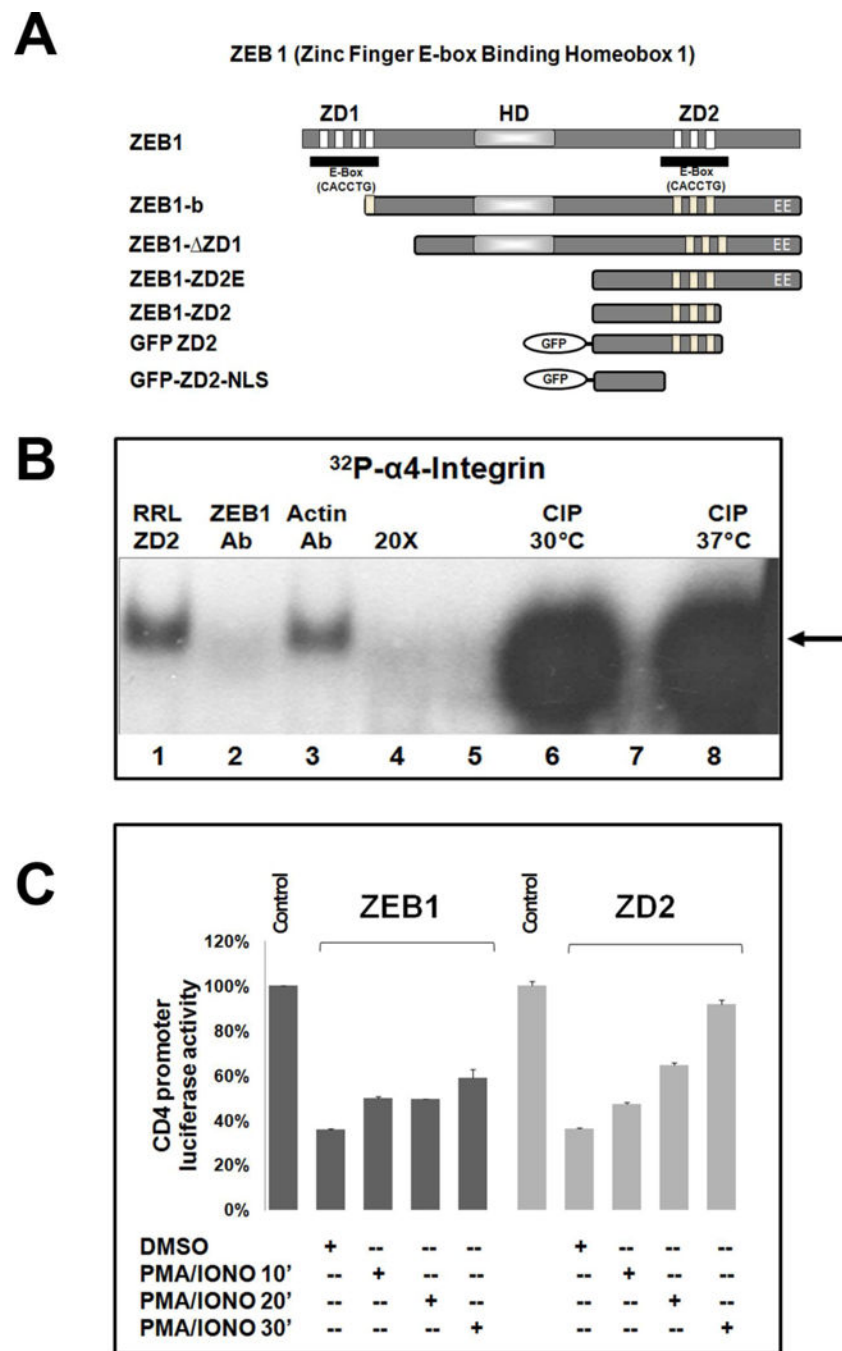 A
ZEB 1 (Zinc Finger E-box Binding Homeobox 1)
ZD1 HD ZD2
ZEB1
E-Box E-Box
(CACCTG) (CACCTG)
ZEB1-b EE
ZEB1-ΔZD1 EE
ZEB1-ZD2E EE
ZEB1-ZD2
GFP ZD2 GFP
GFP-ZD2-NLS GFP
B
³²P-α4-Integrin
RRL ZEB1 Actin CIP CIP
ZD2 Ab Ab 20X 30°C 37°C
1 2 3 4 5 6 7 8
C
Control ZEB1 Control ZD2
CD4 promoter
luciferase activity
120%
100%
80%
60%
40%
20%
0%
DMSO + -- -- -- + -- -- --
PMA/IONO 10' -- + -- -- -- + -- --
PMA/IONO 20' -- -- + -- -- -- + --
PMA/IONO 30' -- -- -- + -- -- -- +